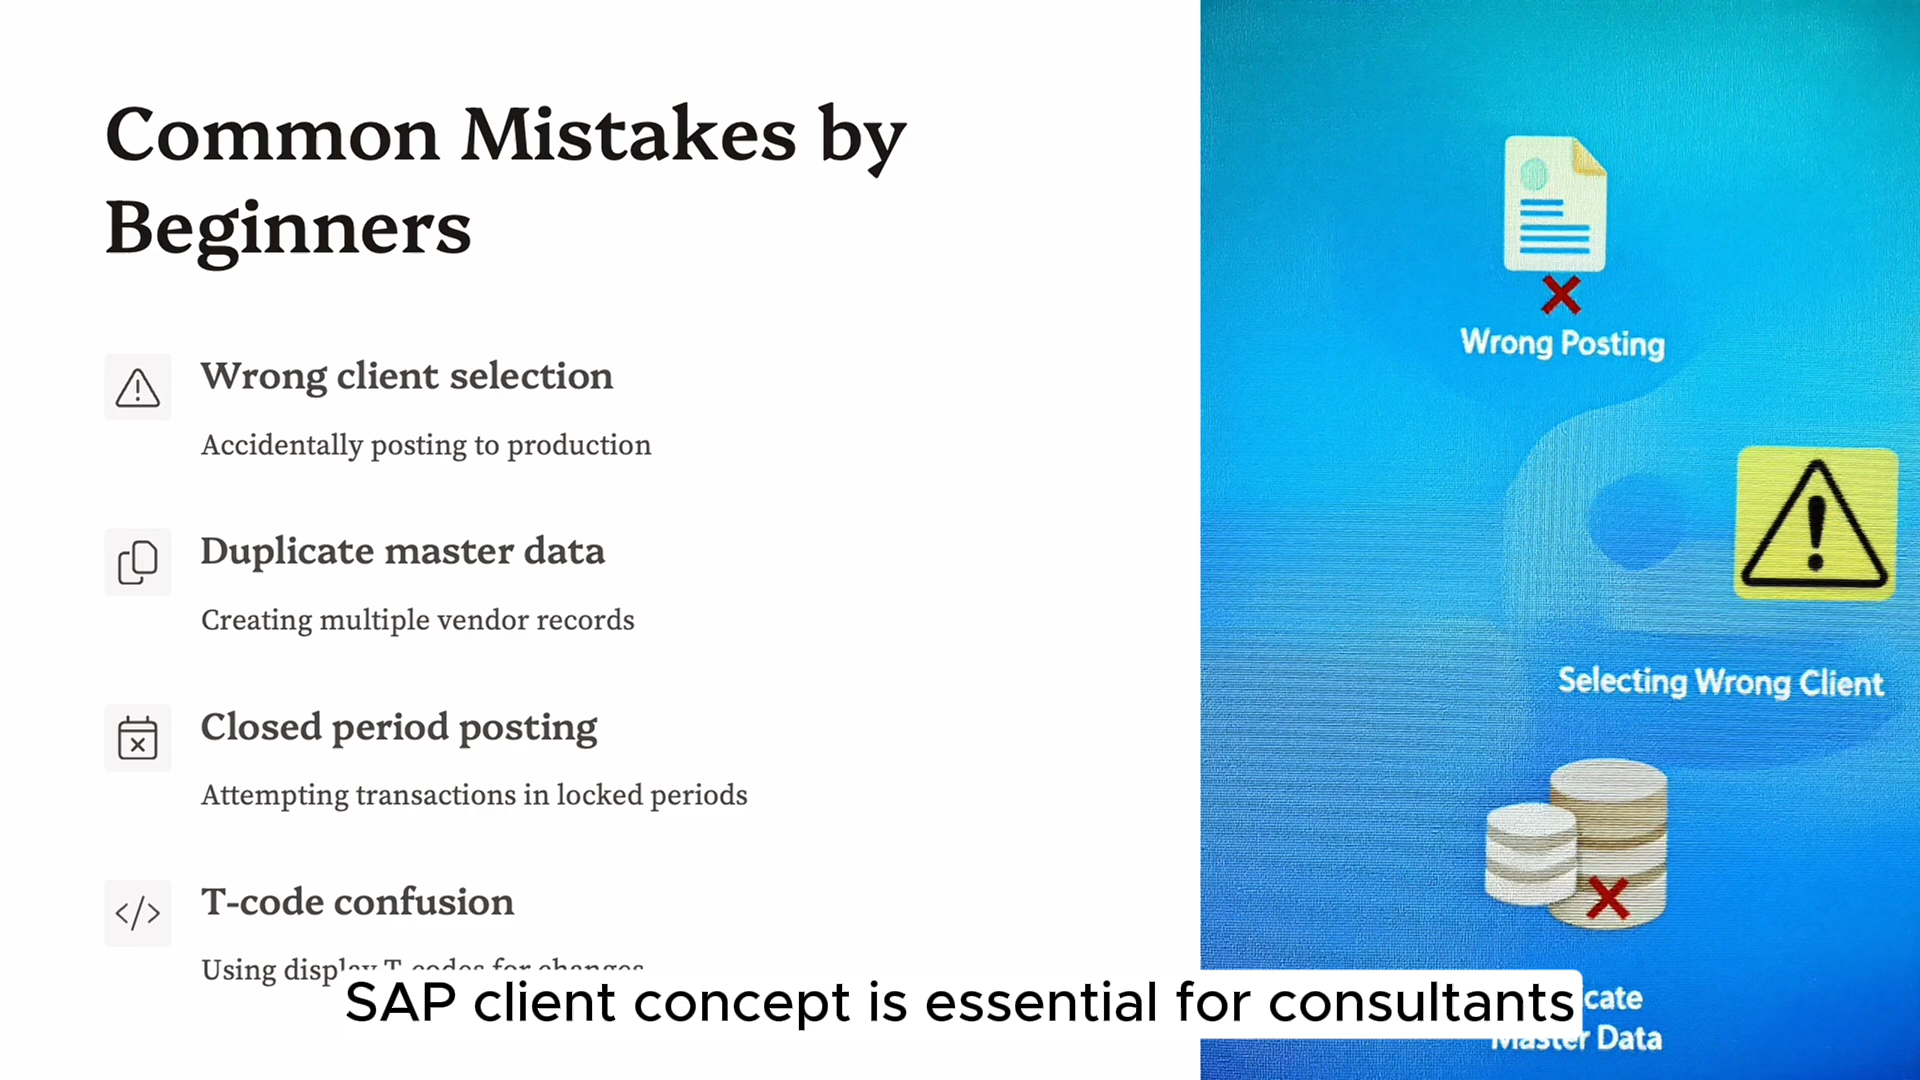 Common Mistakes by
Beginners
Wrong client selection
Accidentally posting to production
Duplicate master data
Creating multiple vendor records
Closed period posting
Attempting transactions in locked periods
T-code confusion
Using display T-codes for changes
SAP client concept is essential for consultants
Wrong Posting
Selecting Wrong Client
Master Data